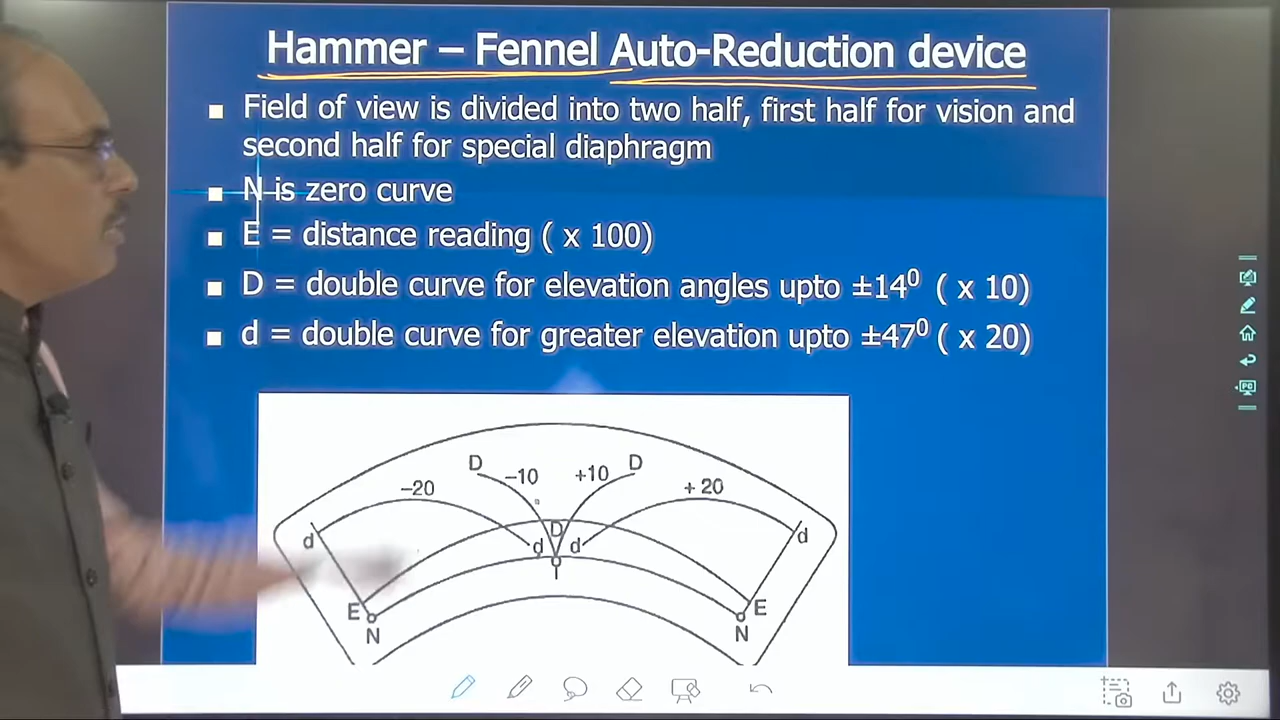 Hammer – Fennel Auto-Reduction device
Field of view is divided into two half, first half for vision and
second half for special diaphragm
N is zero curve
E = distance reading ( x 100)
D = double curve for elevation angles upto ±14⁰ ( x 10)
d = double curve for greater elevation upto ±47⁰ ( x 20)
D –10 +10 D
–20 + 20
d D d
d d
E E
N N